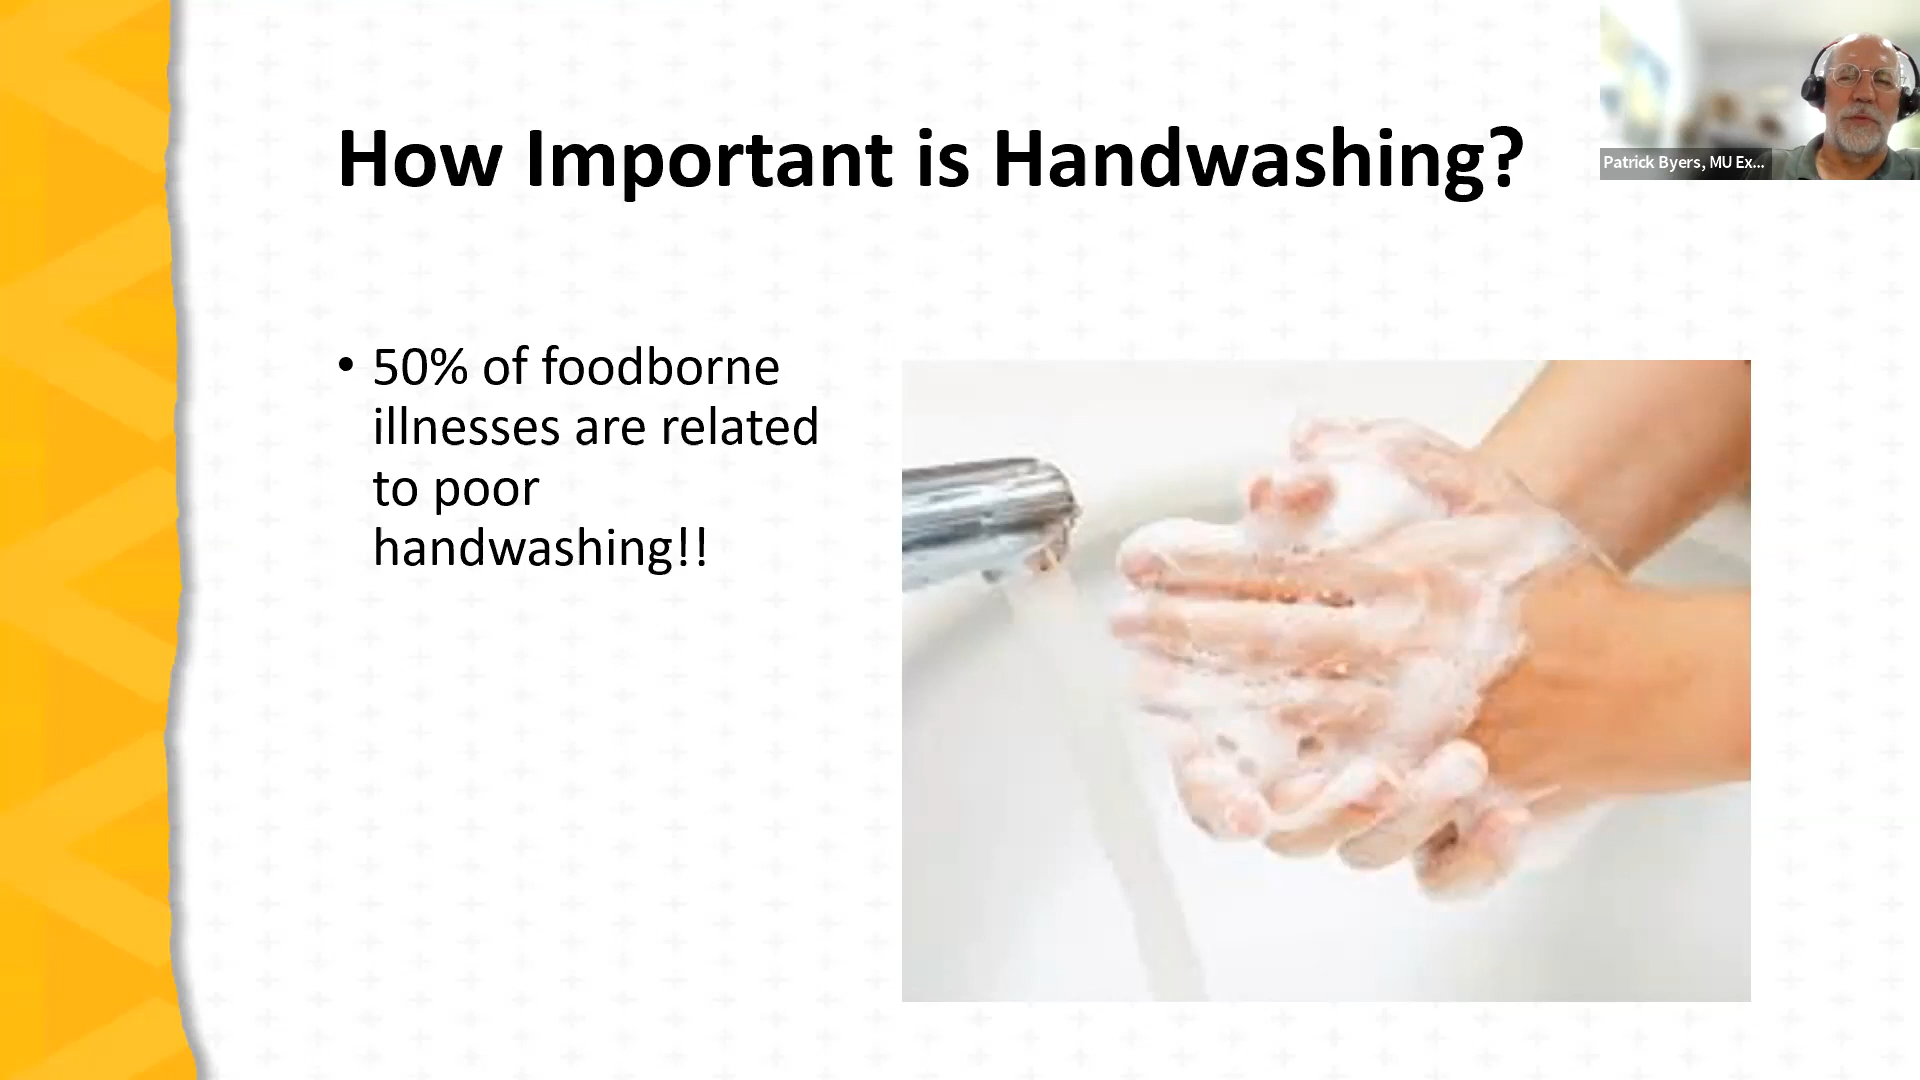 How Important is Handwashing?
Patrick Byers, MU Ex...
• 50% of foodborne
illnesses are related
to poor
handwashing!!